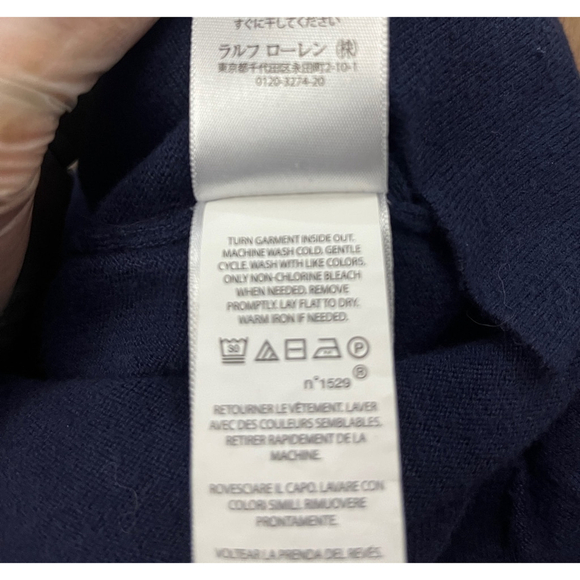 すぐに干してください
ラルフ ローレン ㈱
東京都千代田区永田町2-10-1
0120-3274-20
TURN GARMENT INSIDE OUT.
MACHINE WASH COLD. GENTLE
CYCLE. WASH WITH LIKE COLORS.
ONLY NON-CHLORINE BLEACH
WHEN NEEDED. REMOVE
PROMPTLY. LAY FLAT TO DRY.
WARM IRON IF NEEDED.
30 P
n°1529 ®
RETOURNER LE VÊTEMENT. LAVER
AVEC DES COULEURS SEMBLABLES.
RETIRER RAPIDEMENT DE LA
MACHINE.
ROVESCIARE IL CAPO. LAVARE CON
COLORI SIMILI. RIMUOVERE
PRONTAMENTE.
VOLTEAR LA PRENDA DEL REVÉS.